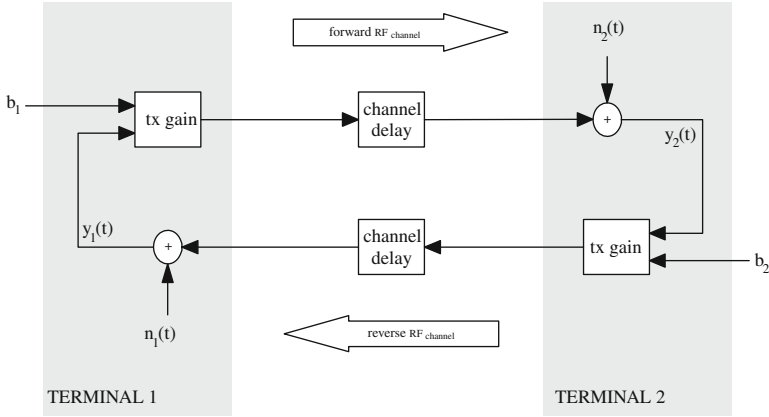 forward RF channel
n2(t)
b1
tx gain
channel
delay
+
y2(t)
y1(t)
+
channel
delay
tx gain
b2
n1(t)
reverse RF channel
TERMINAL 1
TERMINAL 2